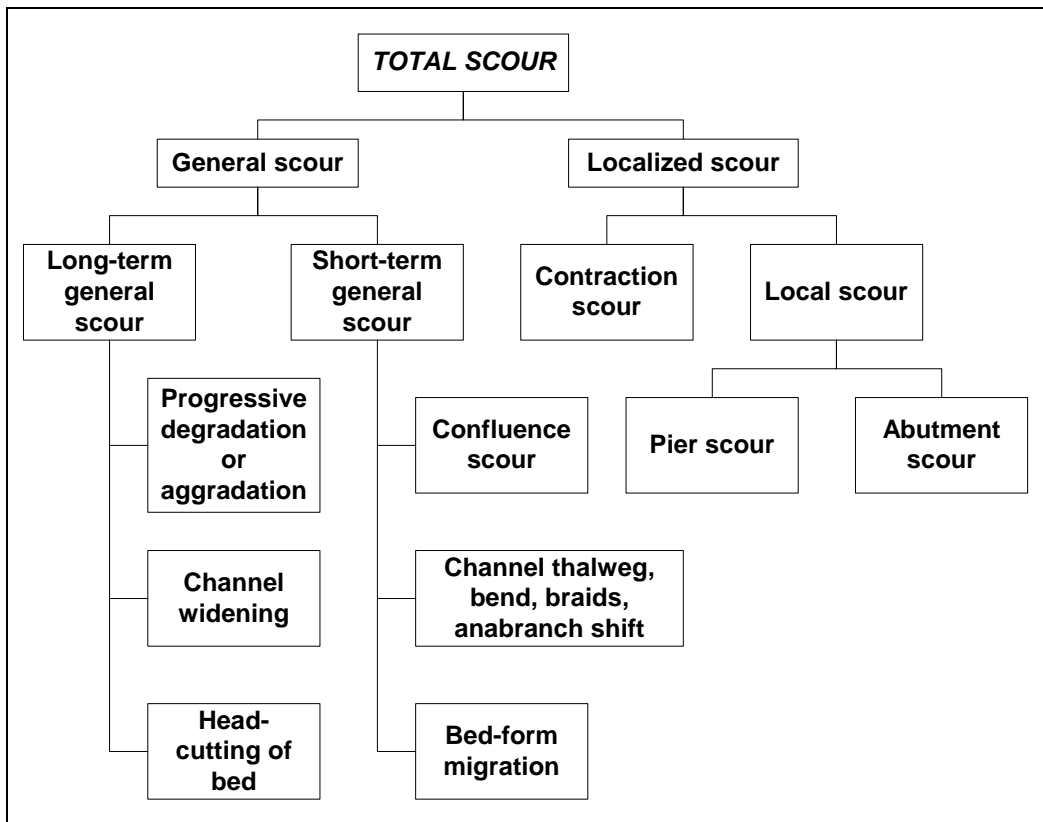 TOTAL SCOUR
General scour
Localized scour
Long-term
general
scour
Short-term
general
scour
Contraction
scour
Local scour
Progressive
degradation
or
aggradation
Confluence
scour
Pier scour
Abutment
scour
Channel
widening
Channel thalweg,
bend, braids,
anabranch shift
Head-
cutting of
bed
Bed-form
migration